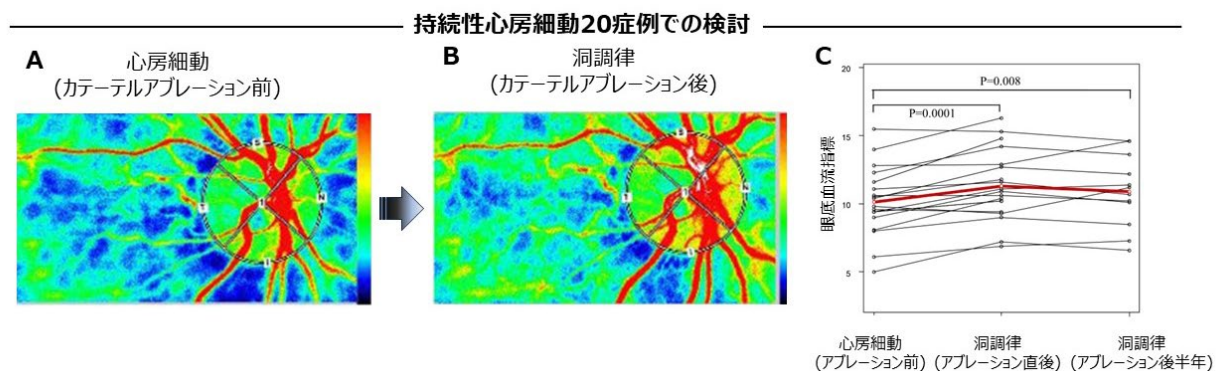 持続性心房細動20症例での検討
A
心房細動
(カテーテルアブレーション前)
B
洞調律
(カテーテルアブレーション後)
C
眼底血流指標
20
15
10
5
P=0.008
P=0.0001
心房細動
(アブレーション前)
洞調律
(アブレーション直後)
洞調律
(アブレーション後半年)
S
T
N
I
S
T
N
I